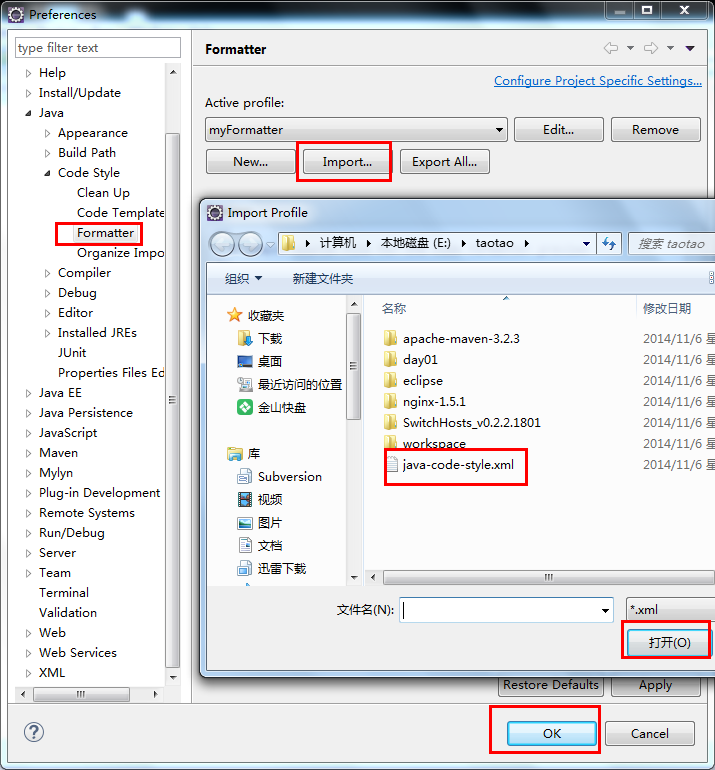 Preferences
type filter text
Help
Install/Update
Java
Appearance
Build Path
Code Style
Clean Up
Code Template
Formatter
Organize Impo
Compiler
Debug
Editor
Installed JREs
JUnit
Properties Files Ed
Java EE
Java Persistence
JavaScript
Maven
Mylyn
Plug-in Development
Remote Systems
Run/Debug
Server
Team
Terminal
Validation
Web
Web Services
XML
Formatter
Configure Project Specific Settings...
Active profile:
myFormatter
Edit...
Remove
New...
Import...
Export All...
Import Profile
计算机 本地磁盘 (E:) taotao
搜索 taotao
组织
新建文件夹
收藏夹
下载
桌面
最近访问的位置
金山快盘
库
Subversion
视频
图片
文档
迅雷下载
名称
修改日期
apache-maven-3.2.3
2014/11/6 星
day01
2014/11/6 星
eclipse
2014/11/6 星
nginx-1.5.1
2014/11/6 星
SwitchHosts_v0.2.2.1801
2014/11/6 星
workspace
2014/11/6 星
java-code-style.xml
2014/11/6 星
文件名(N):
*.xml
打开(O)
Restore Defaults
Apply
OK
Cancel